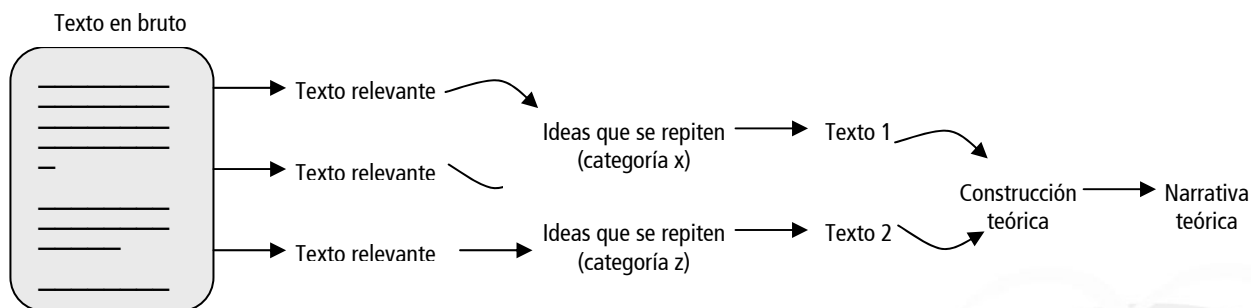 Texto en bruto
Texto relevante
Texto relevante
Texto relevante
Ideas que se repiten
(categoría x)
Ideas que se repiten
(categoría z)
Texto 1
Texto 2
Construcción
teórica
Narrativa
teórica